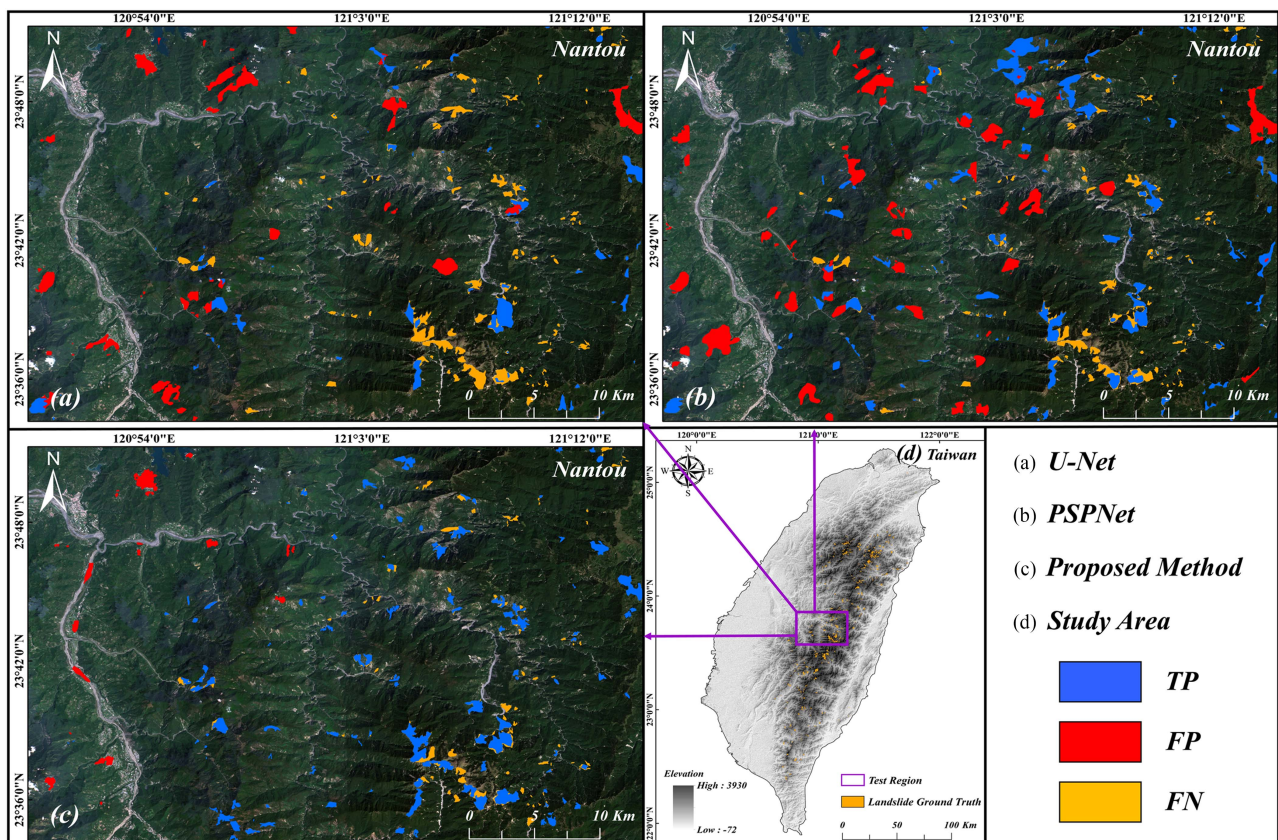 120°54'0"E
121°3'0"E
121°12'0"E
N
Nantou
23°48'0"N
23°42'0"N
23°36'0"N
(a)
0 5 10 Km
120°54'0"E
121°3'0"E
121°12'0"E
N
Nantou
23°48'0"N
23°42'0"N
23°36'0"N
(b)
0 5 10 Km
120°54'0"E
121°3'0"E
121°12'0"E
N
Nantou
23°48'0"N
23°42'0"N
23°36'0"N
(c)
0 5 10 Km
120°0'0"E
122°0'0"E
(d) Taiwan
N
W E
S
25°0'0"N
24°0'0"N
23°0'0"N
22°0'0"N
Elevation
High : 3930
Low : -72
Test Region
Landslide Ground Truth
0 50 100 Km
(a) U-Net
(b) PSPNet
(c) Proposed Method
(d) Study Area
TP
FP
FN